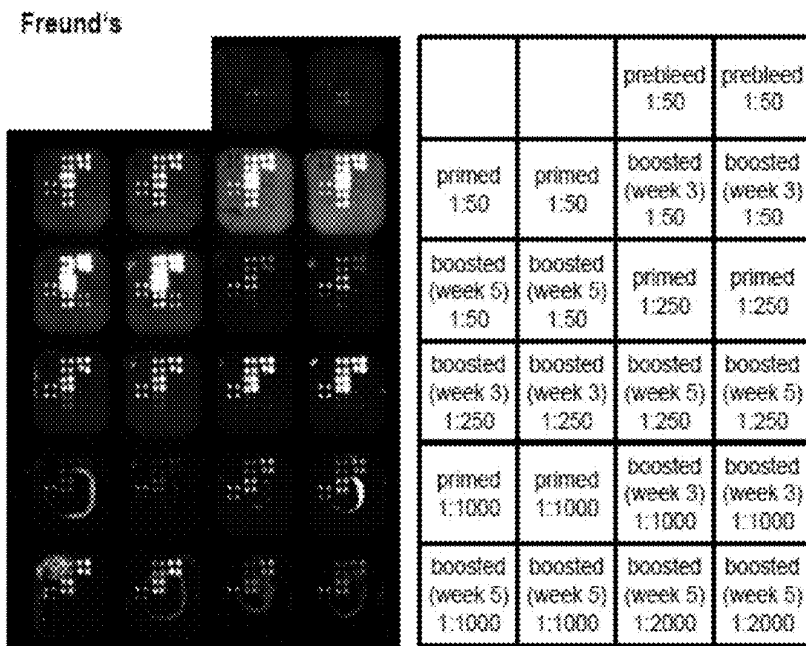 Freund's
prebleed
1:50
prebleed
1:50
primed
1:50
primed
1:50
boosted
(week 3)
1:50
boosted
(week 3)
1:50
boosted
(week 5)
1:50
boosted
(week 5)
1:50
primed
1:250
primed
1:250
boosted
(week 3)
1:250
boosted
(week 3)
1:250
boosted
(week 5)
1:250
boosted
(week 5)
1:250
primed
1:1000
primed
1:1000
boosted
(week 3)
1:1000
boosted
(week 3)
1:1000
boosted
(week 5)
1:1000
boosted
(week 5)
1:1000
boosted
(week 5)
1:2000
boosted
(week 5)
1:2000